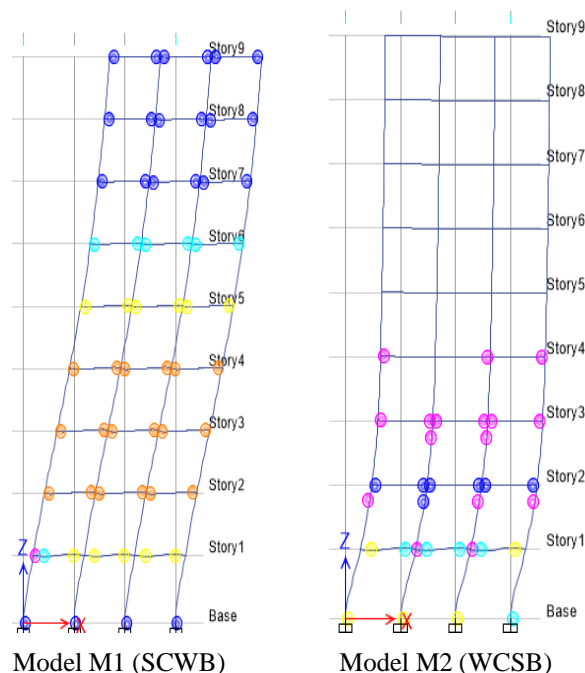 Story9
Story8
Story7
Story6
Story5
Story4
Story3
Story2
Story1
Z
X
Base
Model M1 (SCWB)
Story9
Story8
Story7
Story6
Story5
Story4
Story3
Story2
Story1
Z
X
Base
Model M2 (WCSB)